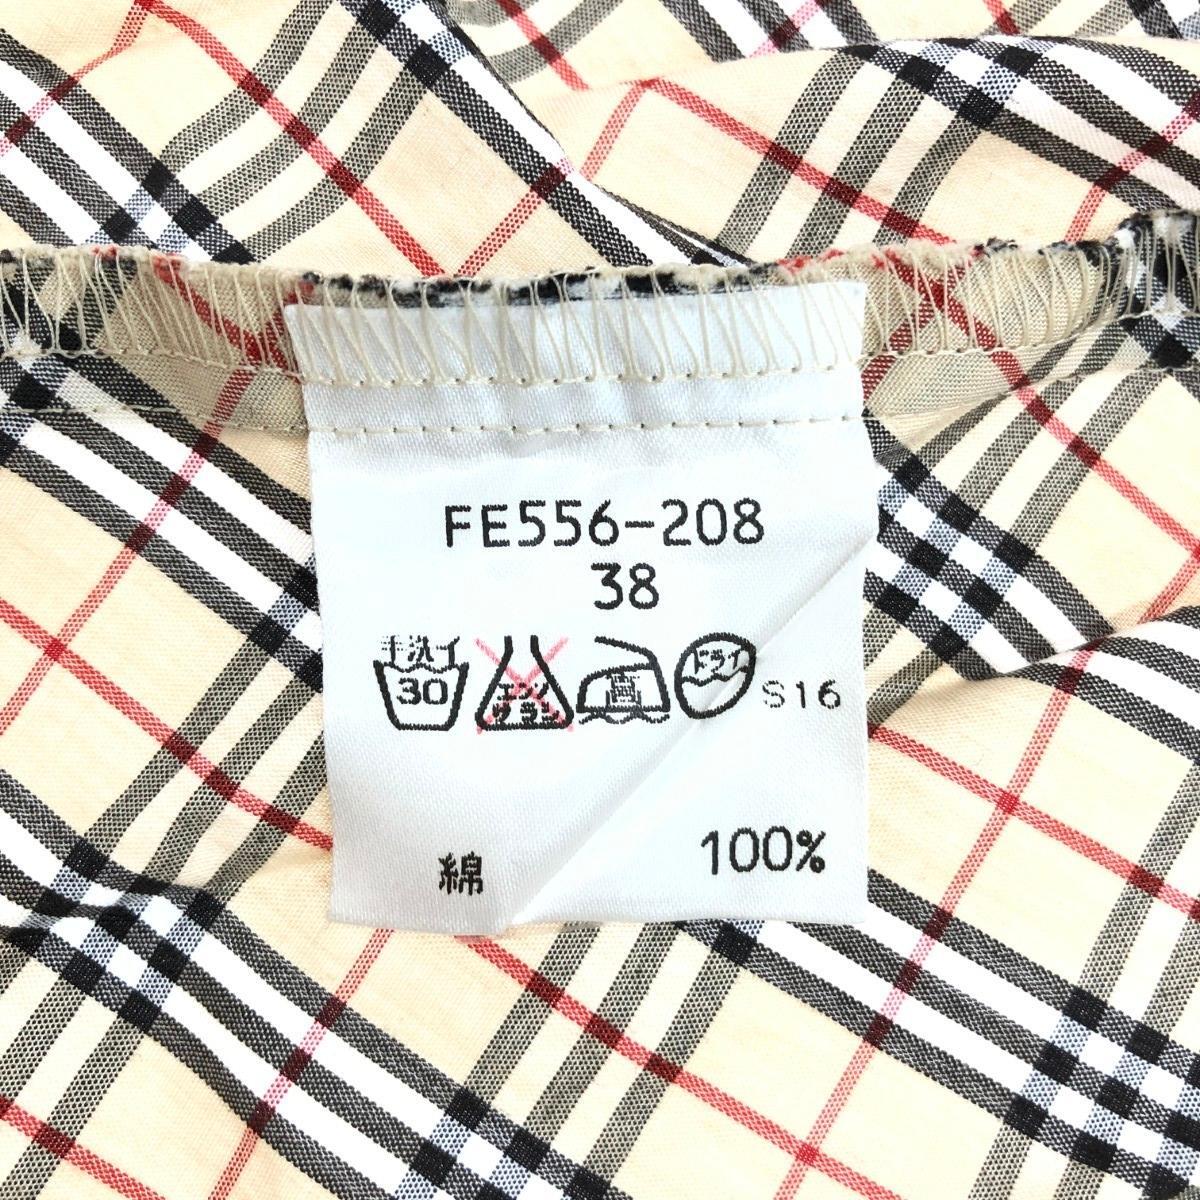 FE556-208
38
手洗イ
30
エンソ
サラシ
高
ドライ
S16
綿 100%